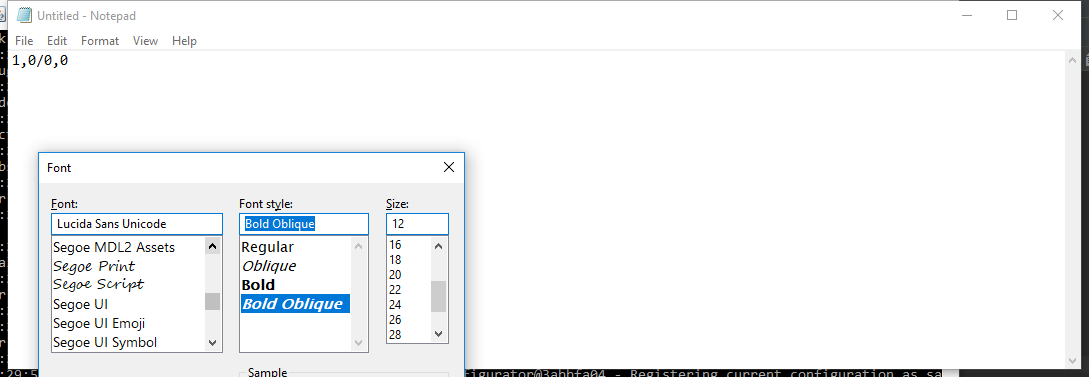 Untitled - Notepad
File Edit Format View Help
1,0/0,0
Font
Font: Font style: Size:
Lucida Sans Unicode Bold Oblique 12
Segoe MDL2 Assets Regular 16
Segoe Print Oblique 18
Segoe Script Bold 20
Segoe UI Bold Oblique 22
Segoe UI Emoji 24
Segoe UI Symbol 26
28
Sample
:29:5 figurator@3abbfa04 - Registering current configuration as sa